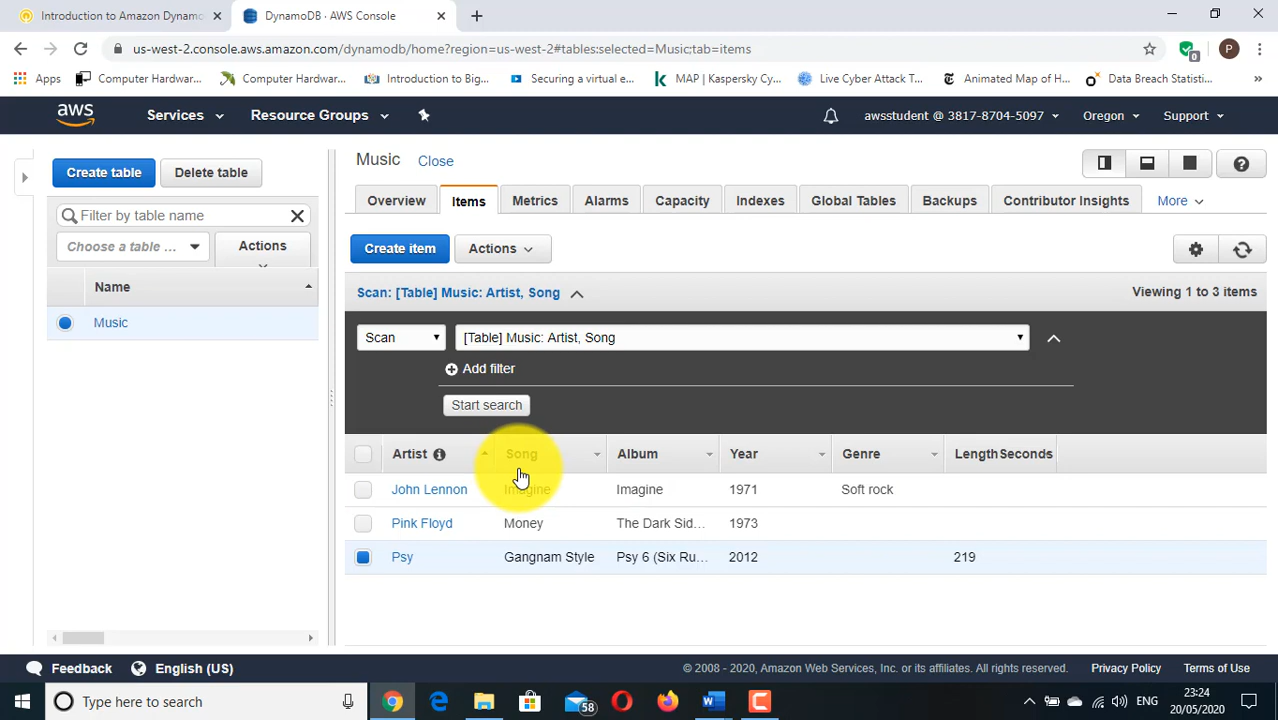 Introduction to Amazon Dynamo
DynamoDB · AWS Console
us-west-2.console.aws.amazon.com/dynamodb/home?region=us-west-2#tables:selected=Music;tab=items
P
0
Apps
Computer Hardwar...
Computer Hardwar...
Introduction to Big...
Securing a virtual e...
MAP | Kaspersky Cy...
Live Cyber Attack T...
Animated Map of H...
Data Breach Statisti...
aws
Services
Resource Groups
awsstudent @ 3817-8704-5097
Oregon
Support
Create table
Delete table
Filter by table name
Choose a table ...
Actions
Name
Music
Music
Close
Overview
Items
Metrics
Alarms
Capacity
Indexes
Global Tables
Backups
Contributor Insights
More
Create item
Actions
Scan: [Table] Music: Artist, Song
Viewing 1 to 3 items
Scan
[Table] Music: Artist, Song
Add filter
Start search
Artist Song Album Year Genre LengthSeconds
John Lennon Imagine Imagine 1971 Soft rock
Pink Floyd Money The Dark Sid... 1973
Psy Gangnam Style Psy 6 (Six Ru... 2012 219
Feedback
English (US)
© 2008 - 2020, Amazon Web Services, Inc. or its affiliates. All rights reserved.
Privacy Policy
Terms of Use
Type here to search
58
ENG
23:24
20/05/2020